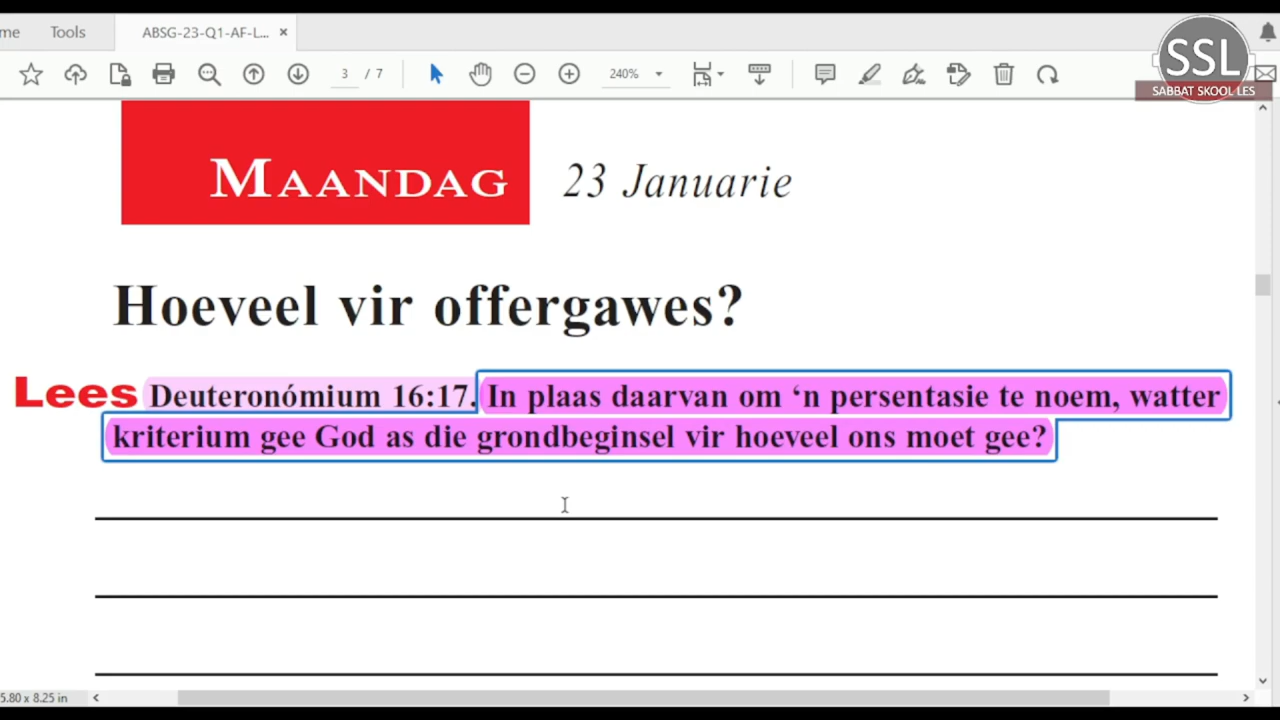 me Tools ABSG-23-Q1-AF-L... ×
SSL
SABBAT SKOOL LES
3 / 7 240%
MAANDAG 23 Januarie
Hoeveel vir offergawes?
Lees Deuteronómium 16:17. In plaas daarvan om ‘n persentasie te noem, watter
kriterium gee God as die grondbeginsel vir hoeveel ons moet gee?
5.80 x 8.25 in